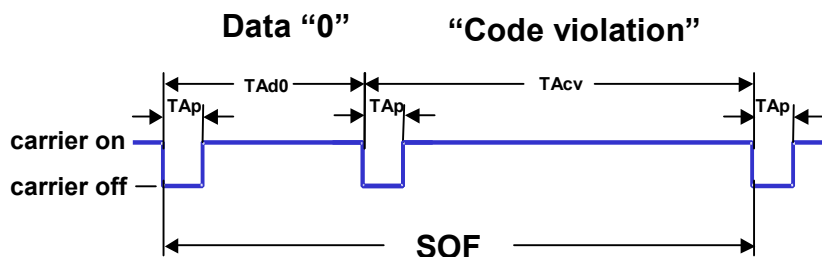 Data “0” “Code violation”
TAd0 TAcv
TAp TAp TAp
carrier on
carrier off
SOF